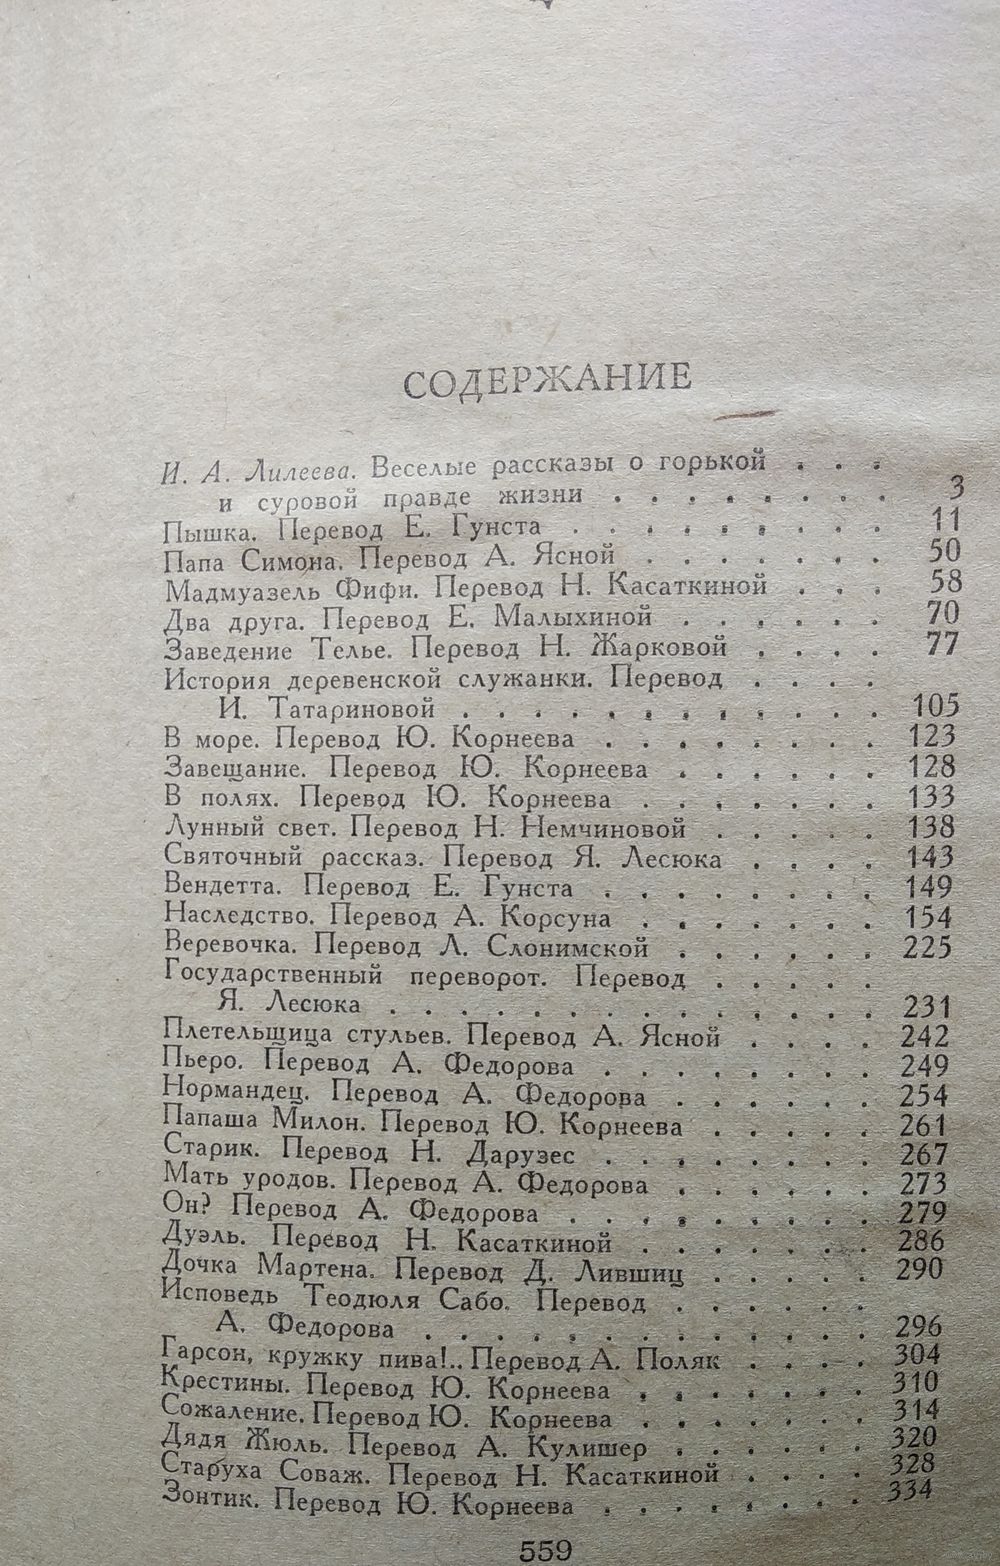 СОДЕРЖАНИЕ
И. А. Лилеева. Веселые рассказы о горькой . . .
и суровой правде жизни . . . . . . . . 3
Пышка. Перевод Е. Гунста . . . . . . . . . 11
Папа Симона. Перевод А. Ясной . . . . . . . 50
Мадмуазель Фифи. Перевод Н. Касаткиной . . . 58
Два друга. Перевод Е. Малыхиной . . . . . . 70
Заведение Телье. Перевод Н. Жарковой . . . . 77
История деревенской служанки. Перевод . . . .
И. Татариновой . . . . . . . . . . . . 105
В море. Перевод Ю. Корнеева . . . . . . . . 123
Завещание. Перевод Ю. Корнеева . . . . . . 128
В полях. Перевод Ю. Корнеева . . . . . . . 133
Лунный свет. Перевод Н. Немчиновой . . . . . 138
Святочный рассказ. Перевод Я. Лесюка . . . . 143
Вендетта. Перевод Е. Гунста . . . . . . . . 149
Наследство. Перевод А. Корсуна . . . . . . . 154
Веревочка. Перевод Л. Слонимской . . . . . . 225
Государственный переворот. Перевод . . . . .
Я. Лесюка . . . . . . . . . . . . . . 231
Плетельщица стульев. Перевод А. Ясной . . . . 242
Пьеро. Перевод А. Федорова . . . . . . . . 249
Нормандец. Перевод А. Федорова . . . . . . 254
Папаша Милон. Перевод Ю. Корнеева . . . . . 261
Старик. Перевод Н. Дарузес . . . . . . . . 267
Мать уродов. Перевод А. Федорова . . . . . . 273
Он? Перевод А. Федорова . . . . . . . . . 279
Дуэль. Перевод Н. Касаткиной . . . . . . . 286
Дочка Мартена. Перевод Д. Лившиц . . . . . 290
Исповедь Теодюля Сабо. Перевод . . . . . .
А. Федорова . . . . . . . . . . . . . 296
Гарсон, кружку пива!.. Перевод А. Поляк . . . . 304
Крестины. Перевод Ю. Корнеева . . . . . . . 310
Сожаление. Перевод Ю. Корнеева . . . . . . . 314
Дядя Жюль. Перевод А. Кулишер . . . . . . 320
Старуха Соваж. Перевод Н. Касаткиной . . . . 328
Зонтик. Перевод Ю. Корнеева . . . . . . . . 334
559